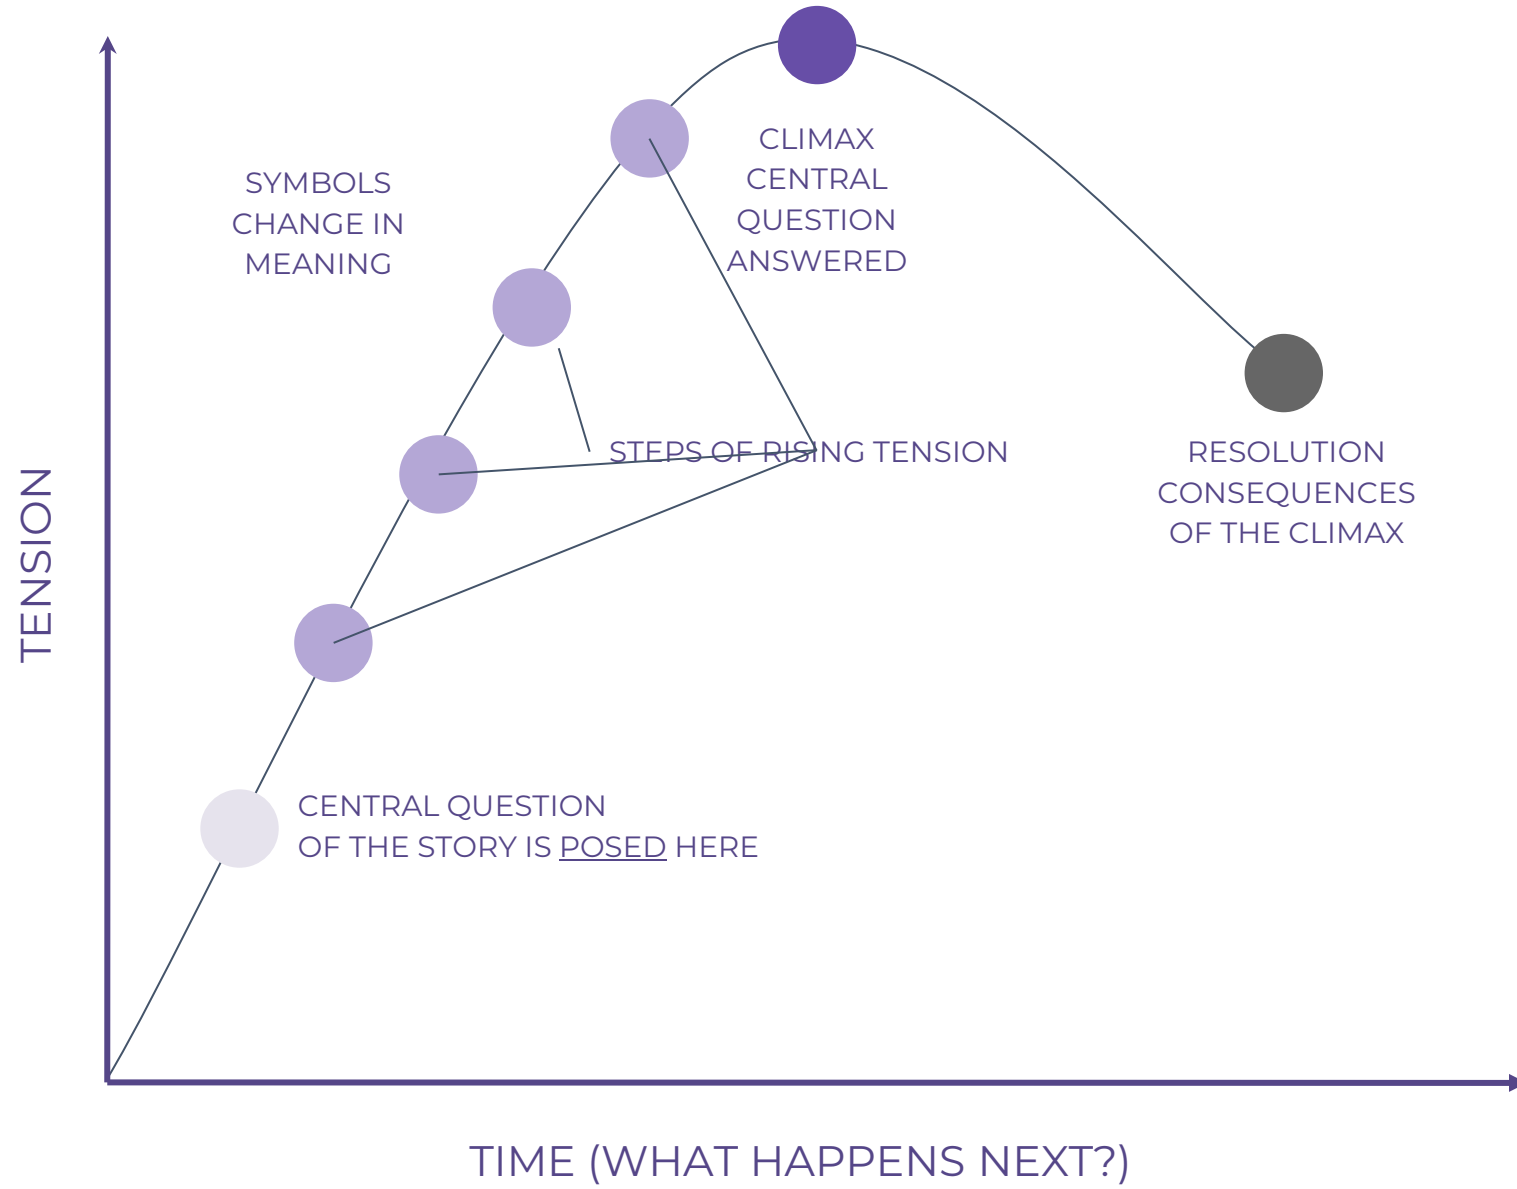 CLIMAX
CENTRAL
QUESTION
ANSWERED
SYMBOLS
CHANGE IN
MEANING
STEPS OF RISING TENSION
RESOLUTION
CONSEQUENCES
OF THE CLIMAX
TENSION
CENTRAL QUESTION
OF THE STORY IS POSED HERE
TIME (WHAT HAPPENS NEXT?)